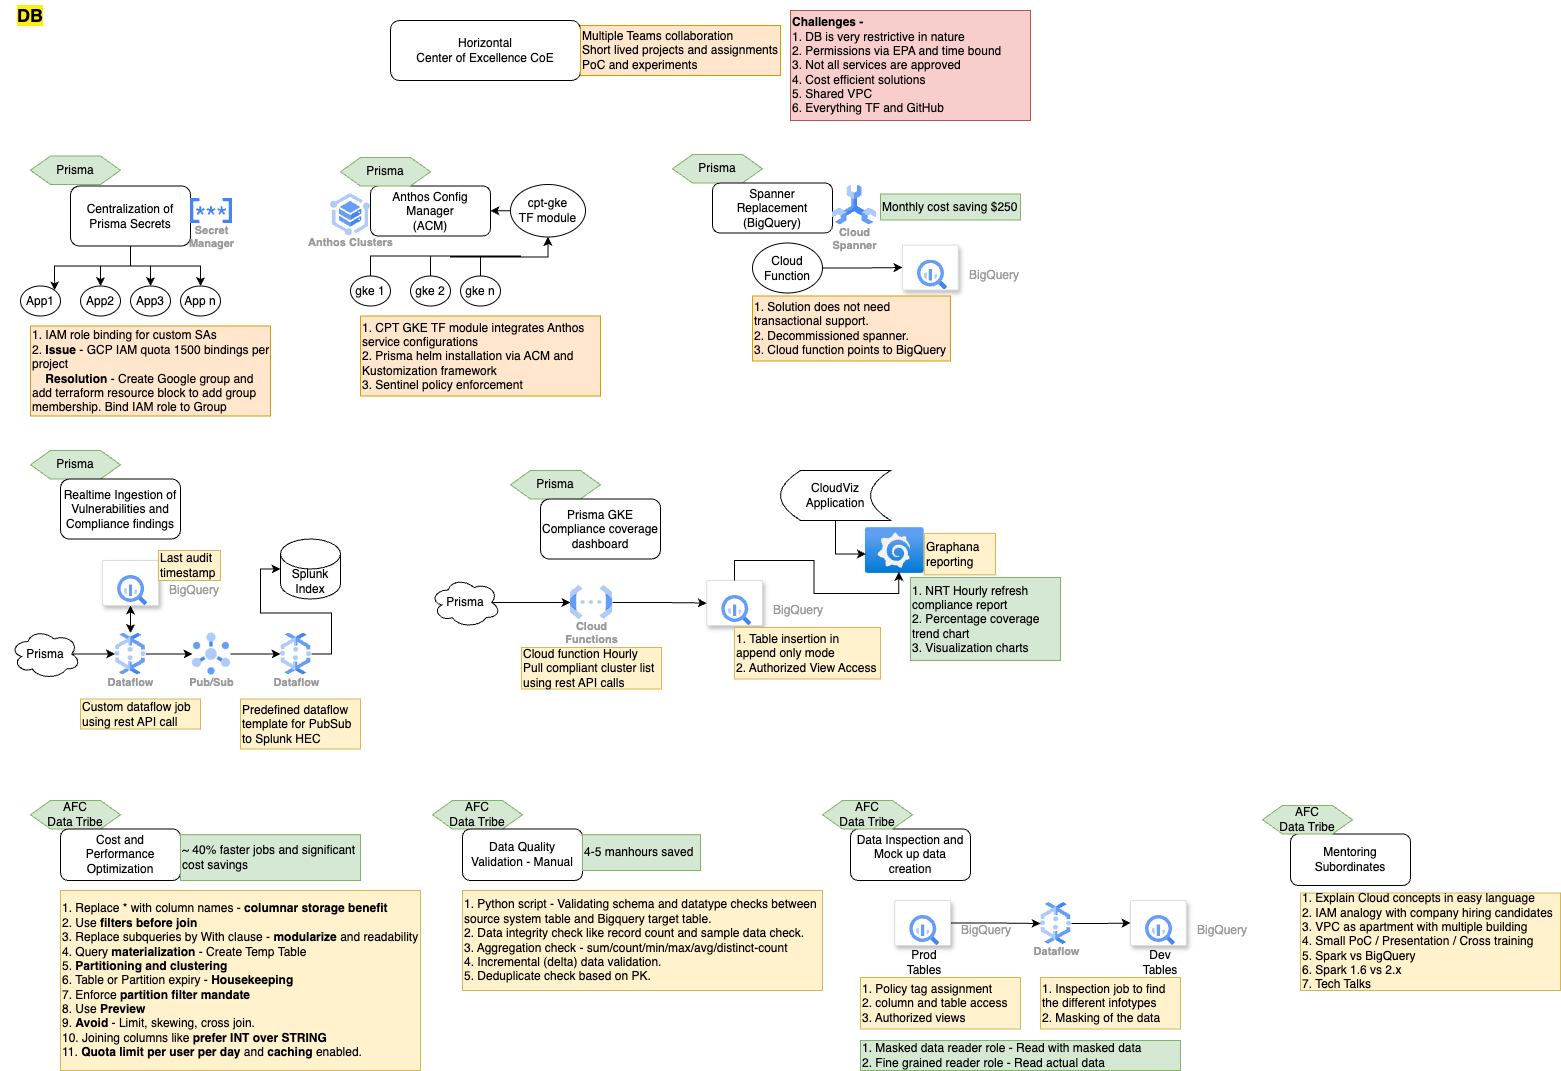 DB
Horizontal
Center of Excellence CoE
Multiple Teams collaboration
Short lived projects and assignments
PoC and experiments
Challenges -
1. DB is very restrictive in nature
2. Permissions via EPA and time bound
3. Not all services are approved
4. Cost efficient solutions
5. Shared VPC
6. Everything TF and GitHub
Prisma
Centralization of
Prisma Secrets
Secret
Manager
App1
App2
App3
App n
1. IAM role binding for custom SAs
2. Issue - GCP IAM quota 1500 bindings per
project
Resolution - Create Google group and
add terraform resource block to add group
membership. Bind IAM role to Group
Prisma
Anthos Config
Manager
(ACM)
Anthos Clusters
cpt-gke
TF module
gke 1
gke 2
gke n
1. CPT GKE TF module integrates Anthos
service configurations
2. Prisma helm installation via ACM and
Kustomization framework
3. Sentinel policy enforcement
Prisma
Spanner
Replacement
(BigQuery)
Cloud
Spanner
Monthly cost saving $250
Cloud
Function
BigQuery
1. Solution does not need
transactional support.
2. Decommissioned spanner.
3. Cloud function points to BigQuery
Prisma
Realtime Ingestion of
Vulnerabilities and
Compliance findings
Last audit
timestamp
BigQuery
Splunk
Index
Prisma
Dataflow
Pub/Sub
Dataflow
Custom dataflow job
using rest API call
Predefined dataflow
template for PubSub
to Splunk HEC
Prisma
Prisma GKE
Compliance coverage
dashboard
CloudViz
Application
Graphana
reporting
Prisma
Cloud
Functions
BigQuery
Cloud function Hourly
Pull compliant cluster list
using rest API calls
1. Table insertion in
append only mode
2. Authorized View Access
1. NRT Hourly refresh
compliance report
2. Percentage coverage
trend chart
3. Visualization charts
AFC
Data Tribe
Cost and
Performance
Optimization
~ 40% faster jobs and significant
cost savings
1. Replace * with column names - columnar storage benefit
2. Use filters before join
3. Replace subqueries by With clause - modularize and readability
4. Query materialization - Create Temp Table
5. Partitioning and clustering
6. Table or Partition expiry - Housekeeping
7. Enforce partition filter mandate
8. Use Preview
9. Avoid - Limit, skewing, cross join.
10. Joining columns like prefer INT over STRING
11. Quota limit per user per day and caching enabled.
AFC
Data Tribe
Data Quality
Validation - Manual
4-5 manhours saved
1. Python script - Validating schema and datatype checks between
source system table and Bigquery target table.
2. Data integrity check like record count and sample data check.
3. Aggregation check - sum/count/min/max/avg/distinct-count
4. Incremental (delta) data validation.
5. Deduplicate check based on PK.
AFC
Data Tribe
Data Inspection and
Mock up data
creation
BigQuery
Prod
Tables
Dataflow
BigQuery
Dev
Tables
1. Policy tag assignment
2. column and table access
3. Authorized views
1. Inspection job to find
the different infotypes
2. Masking of the data
1. Masked data reader role - Read with masked data
2. Fine grained reader role - Read actual data
AFC
Data Tribe
Mentoring
Subordinates
1. Explain Cloud concepts in easy language
2. IAM analogy with company hiring candidates
3. VPC as apartment with multiple building
4. Small PoC / Presentation / Cross training
5. Spark vs BigQuery
6. Spark 1.6 vs 2.x
7. Tech Talks